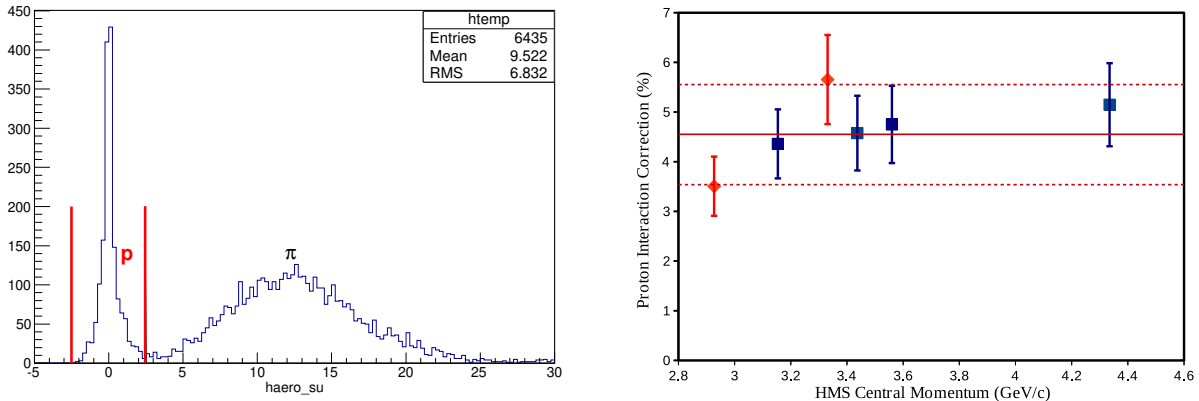 htemp
Entries 6435
Mean 9.522
RMS 6.832
450
400
350
300
250
200
150
100
50
0
p
π
-5 0 5 10 15 20 25 30
haero_su
Proton Interaction Correction (%)
7
6
5
4
3
2
1
0
2.8 3 3.2 3.4 3.6 3.8 4 4.2 4.4 4.6
HMS Central Momentum (GeV/c)